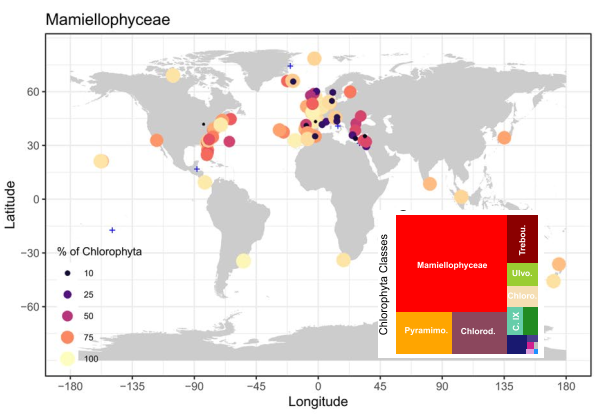 Mamiellophyceae
Latitude
60
30
0
−30
−60
% of Chlorophyta
10
25
50
75
100
Chlorophyta Classes
Mamiellophyceae
Trebou.
Ulvo.
Chloro.
C. IX
Pyramimo.
Chlorod.
−180
−135
−90
−45
0
45
90
135
180
Longitude